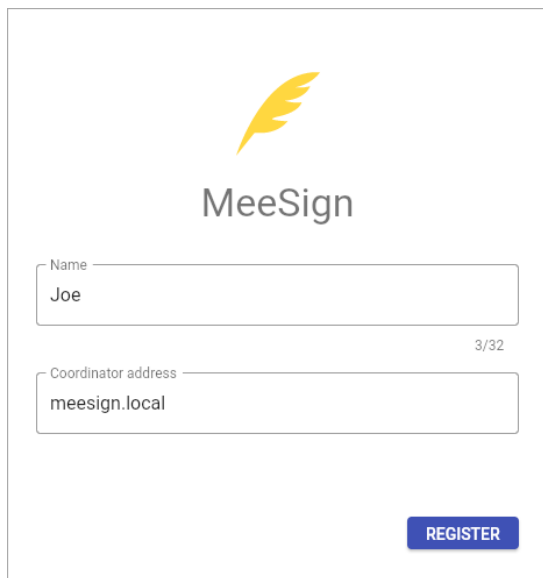 MeeSign
Name
Joe
3/32
Coordinator address
meesign.local
REGISTER